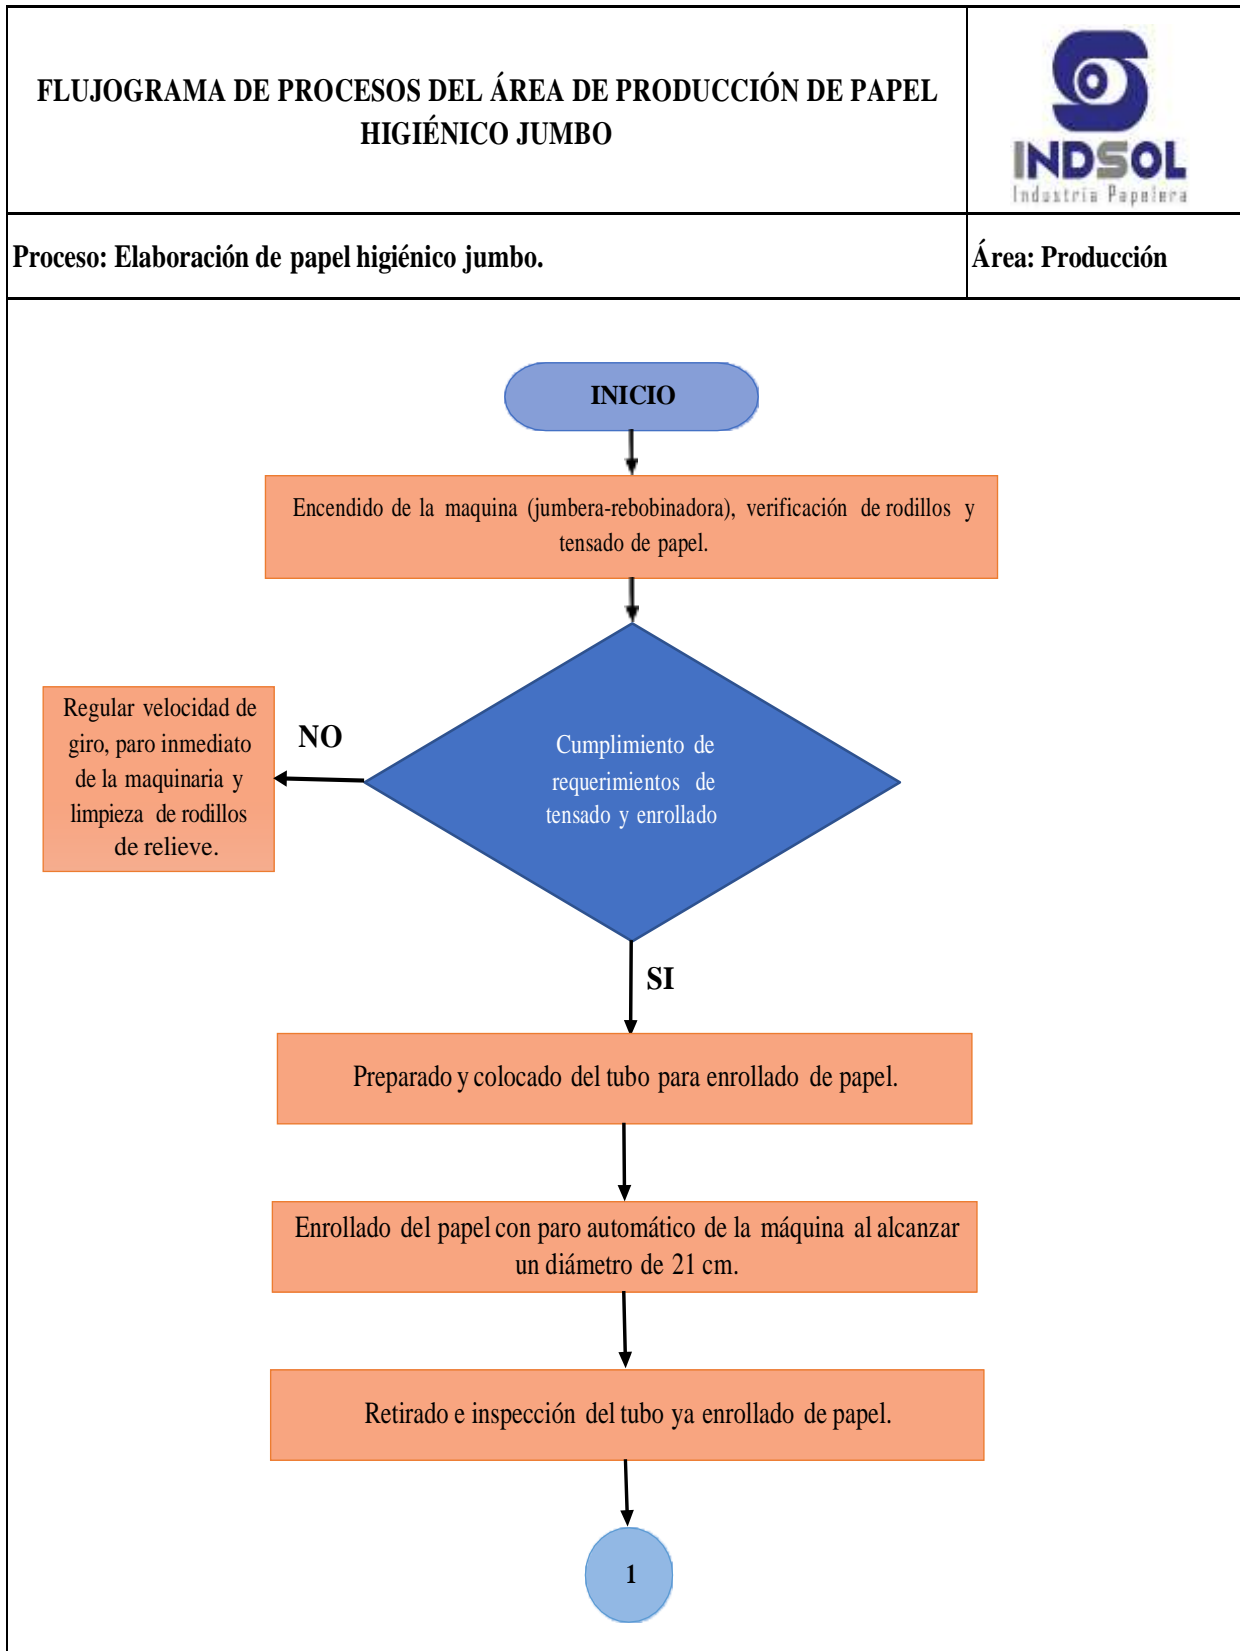 FLUJOGRAMA DE PROCESOS DEL ÁREA DE PRODUCCIÓN DE PAPEL
HIGIÉNICO JUMBO
INDSOL
Industria Papelera
Proceso: Elaboración de papel higiénico jumbo.
Área: Producción
INICIO
Encendido de la maquina (jumbera-rebobinadora), verificación de rodillos y
tensado de papel.
Regular velocidad de
giro, paro inmediato
de la maquinaria y
limpieza de rodillos
de relieve.
NO
Cumplimiento de
requerimientos de
tensado y enrollado
SI
Preparado y colocado del tubo para enrollado de papel.
Enrollado del papel con paro automático de la máquina al alcanzar
un diámetro de 21 cm.
Retirado e inspección del tubo ya enrollado de papel.
1